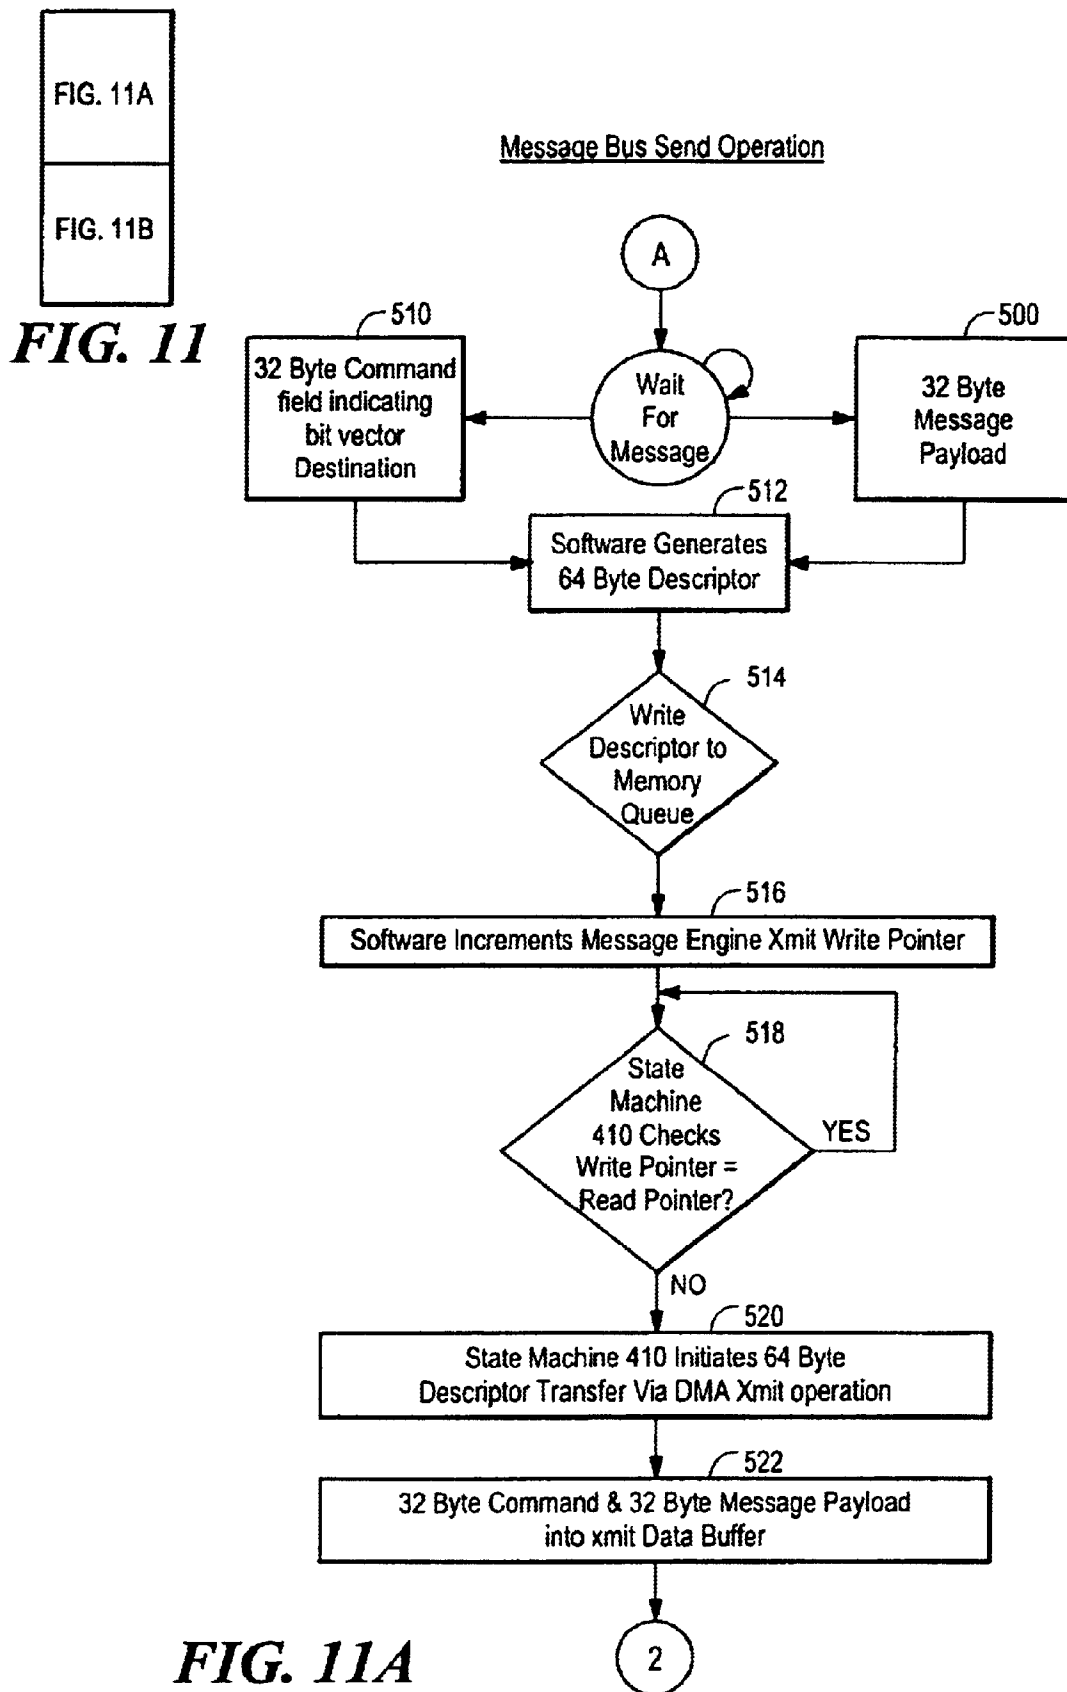 FIG. 11A
FIG. 11B
FIG. 11
Message Bus Send Operation
A
510
32 Byte Command
field indicating
bit vector
Destination
Wait
For
Message
500
32 Byte
Message
Payload
512
Software Generates
64 Byte Descriptor
514
Write
Descriptor to
Memory
Queue
516
Software Increments Message Engine Xmit Write Pointer
518
State
Machine
410 Checks
Write Pointer =
Read Pointer?
YES
NO
520
State Machine 410 Initiates 64 Byte
Descriptor Transfer Via DMA Xmit operation
522
32 Byte Command & 32 Byte Message Payload
into xmit Data Buffer
2
FIG. 11A